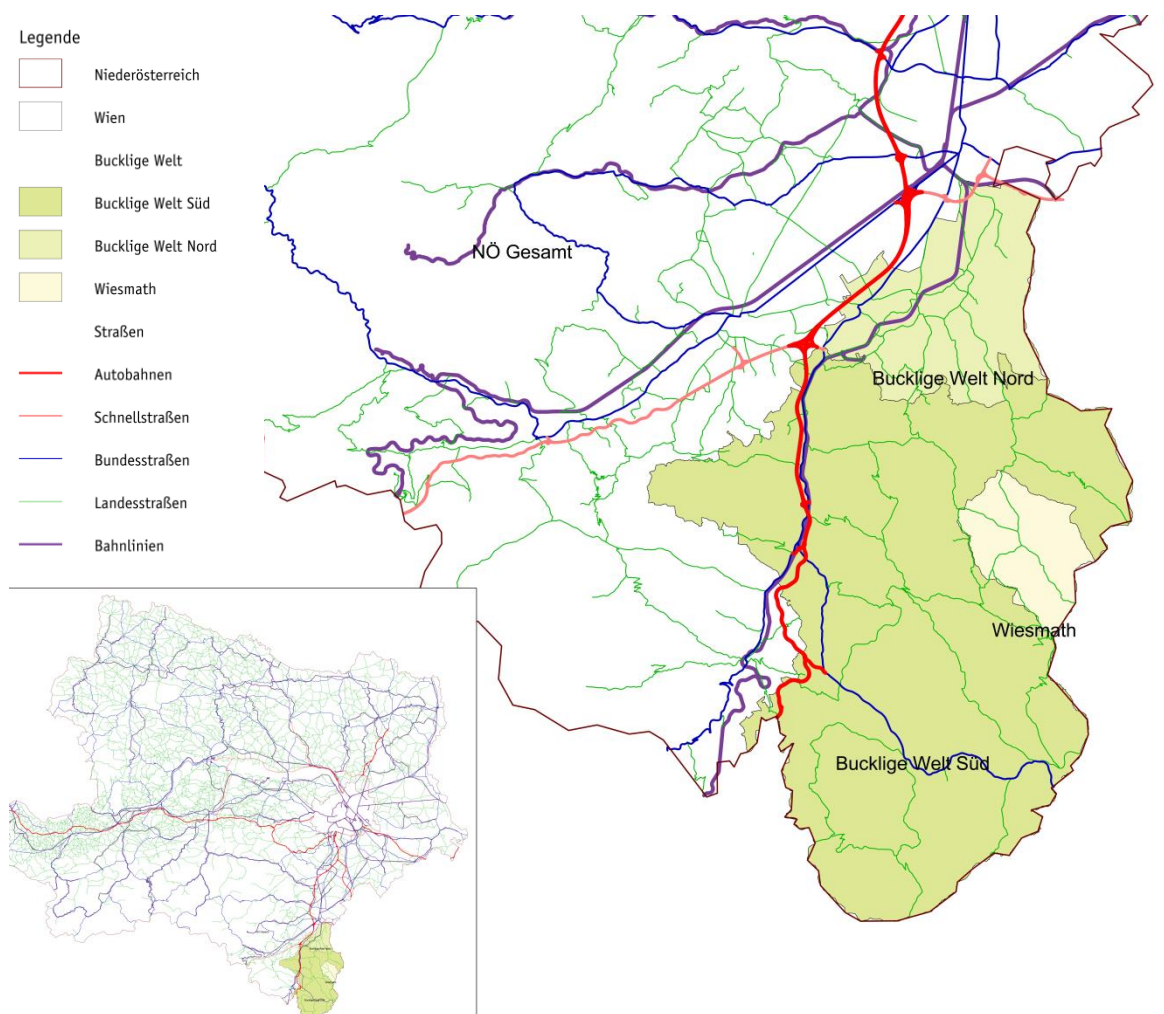 Legende
Niederösterreich
Wien
Bucklige Welt
Bucklige Welt Süd
Bucklige Welt Nord
Wiesmath
Straßen
Autobahnen
Schnellstraßen
Bundesstraßen
Landesstraßen
Bahnlinien
NÖ Gesamt
Bucklige Welt Nord
Wiesmath
Bucklige Welt Süd